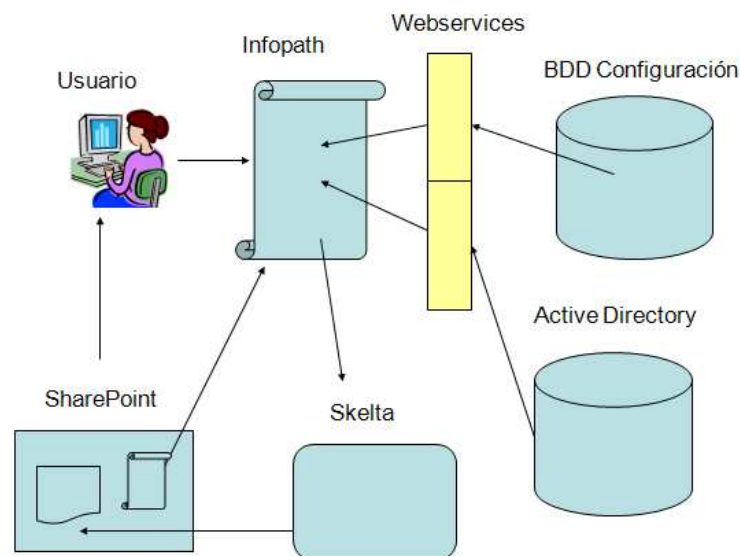 Webservices
Infopath
BDD Configuración
Usuario
Active Directory
SharePoint
Skelta